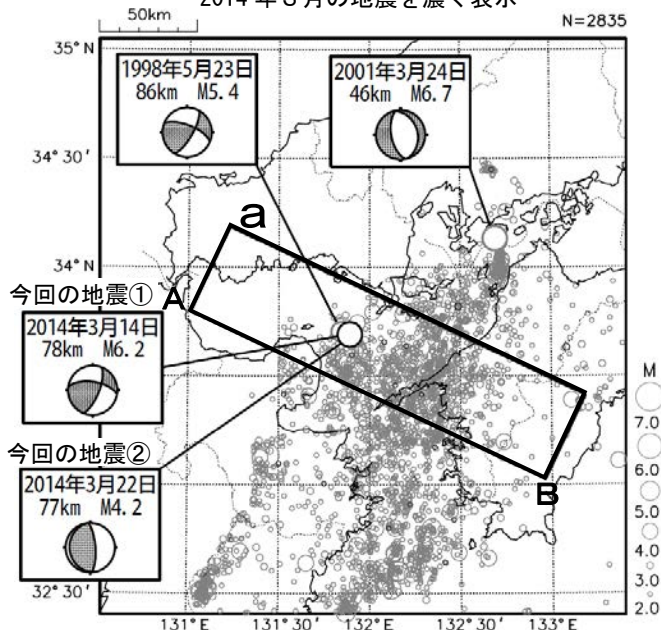 2014年3月の地震を濃く表示
50km
N=2835
35°N
1998年5月23日
86km M5.4
2001年3月24日
46km M6.7
34°30′
a
34°N
今回の地震①
A
2014年3月14日
78km M6.2
今回の地震②
2014年3月22日
77km M4.2
B
M
7.0
6.0
5.0
4.0
3.0
2.0
32°30′
131°E
131°30′
132°E
132°30′
133°E